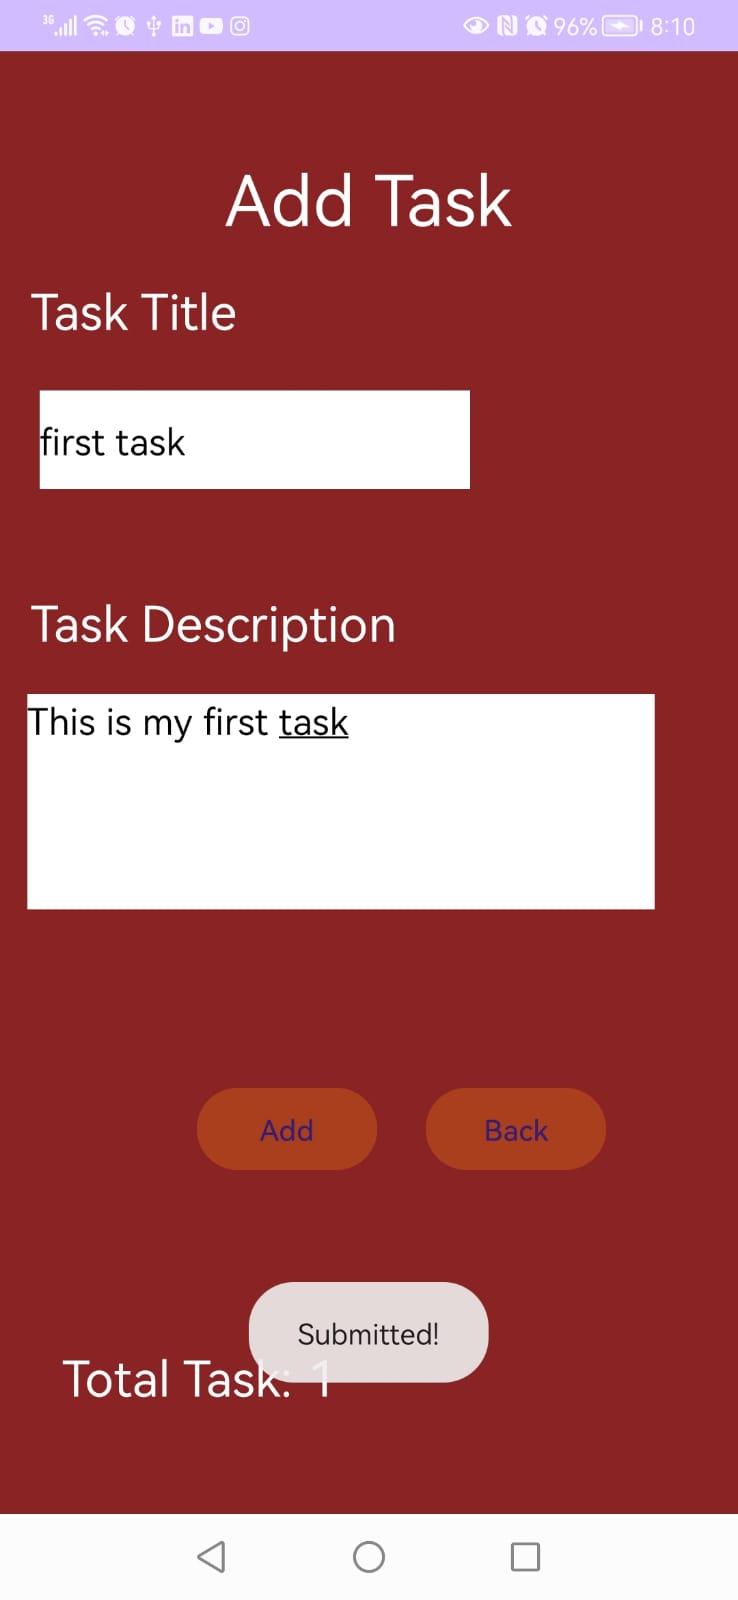 3G 96% 8:10
Add Task
Task Title
first task
Task Description
This is my first task
Add Back
Submitted!
Total Task: 1